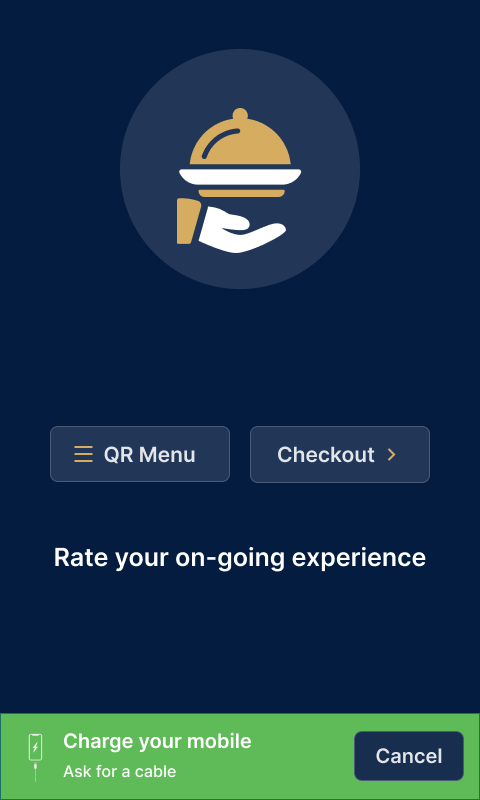 QR Menu
Checkout
Rate your on-going experience
Charge your mobile
Ask for a cable
Cancel